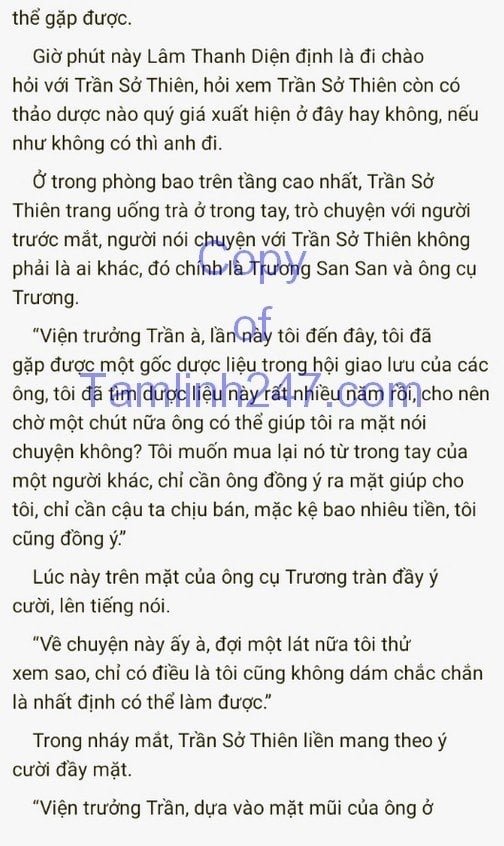 thể gặp được.
Giờ phút này Lâm Thanh Diện định là đi chào
hỏi với Trần Sở Thiên, hỏi xem Trần Sở Thiên còn có
thảo dược nào quý giá xuất hiện ở đây hay không, nếu
như không có thì anh đi.
Ở trong phòng bao trên tầng cao nhất, Trần Sở
Thiên trang uống trà ở trong tay, trò chuyện với người
trước mắt, người nói chuyện với Trần Sở Thiên không
phải là ai khác, đó chính là Trương San San và ông cụ
Trương.
Copy
of
Tamlinh247.com
“Viện trưởng Trần à, lần này tôi đến đây, tôi đã
gặp được một gốc dược liệu trong hội giao lưu của các
ông, tôi đã tìm dược liệu này rất nhiều năm rồi, cho nên
chờ một chút nữa ông có thể giúp tôi ra mặt nói
chuyện không? Tôi muốn mua lại nó từ trong tay của
một người khác, chỉ cần ông đồng ý ra mặt giúp cho
tôi, chỉ cần cậu ta chịu bán, mặc kệ bao nhiêu tiền, tôi
cũng đồng ý.”
Lúc này trên mặt của ông cụ Trương tràn đầy ý
cười, lên tiếng nói.
“Về chuyện này ấy à, đợi một lát nữa tôi thử
xem sao, chỉ có điều là tôi cũng không dám chắc chắn
là nhất định có thể làm được.”
Trong nháy mắt, Trần Sở Thiên liền mang theo ý
cười đầy mặt.
“Viện trưởng Trần, dựa vào mặt mũi của ông ở